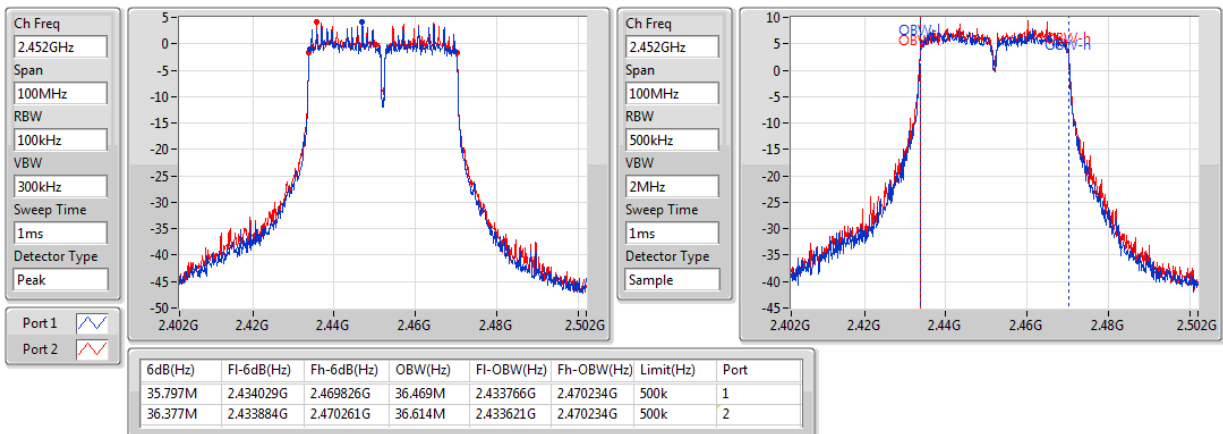 Ch Freq
2.452GHz
Span
100MHz
RBW
100kHz
VBW
300kHz
Sweep Time
1ms
Detector Type
Peak
Port 1
Port 2
5
0
-5
-10
-15
-20
-25
-30
-35
-40
-45
-50
2.402G 2.42G 2.44G 2.46G 2.48G 2.502G
Ch Freq
2.452GHz
Span
100MHz
RBW
500kHz
VBW
2MHz
Sweep Time
1ms
Detector Type
Sample
10
5
0
-5
-10
-15
-20
-25
-30
-35
-40
-45
OBW-h
2.402G 2.42G 2.44G 2.46G 2.48G 2.502G
6dB(Hz) Fl-6dB(Hz) Fh-6dB(Hz) OBW(Hz) Fl-OBW(Hz) Fh-OBW(Hz) Limit(Hz) Port
35.797M 2.434029G 2.469826G 36.469M 2.433766G 2.470234G 500k 1
36.377M 2.433884G 2.470261G 36.614M 2.433621G 2.470234G 500k 2